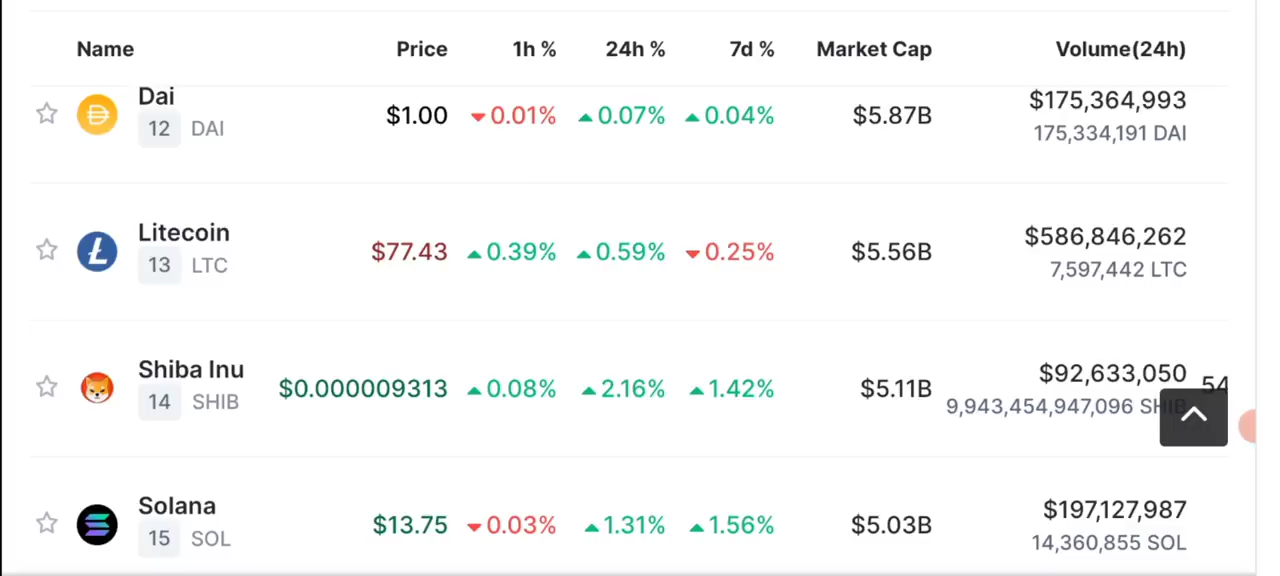 Name Price 1h % 24h % 7d % Market Cap Volume(24h)
Dai
12 DAI
$1.00 0.01% 0.07% 0.04% $5.87B $175,364,993
175,334,191 DAI
Litecoin
13 LTC
$77.43 0.39% 0.59% 0.25% $5.56B $586,846,262
7,597,442 LTC
Shiba Inu
14 SHIB
$0.000009313 0.08% 2.16% 1.42% $5.11B $92,633,050
9,943,454,947,096 SHIB
54
Solana
15 SOL
$13.75 0.03% 1.31% 1.56% $5.03B $197,127,987
14,360,855 SOL